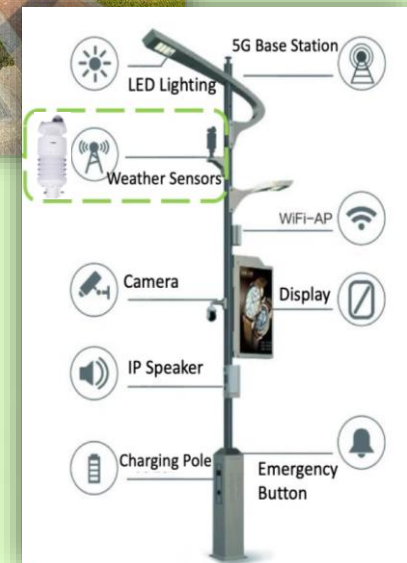 5G Base Station
LED Lighting
Weather Sensors
WiFi-AP
Camera
Display
IP Speaker
Charging Pole
Emergency
Button